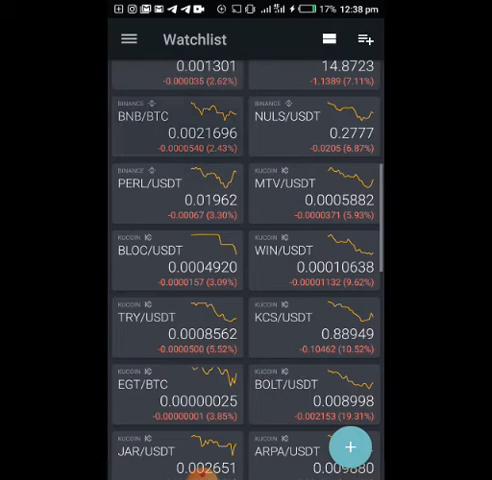 17% 12:38 pm
Watchlist
0.001301 14.8723
-0.000035 (2.62%) -1.1389 (7.11%)
BINANCE BINANCE
BNB/BTC NULS/USDT
0.0021696 0.2777
-0.0000540 (2.43%) -0.0205 (6.87%)
BINANCE KUCOIN
PERL/USDT MTV/USDT
0.01962 0.0005882
-0.00067 (3.30%) -0.0000371 (5.93%)
KUCOIN KUCOIN
BLOC/USDT WIN/USDT
0.0004920 0.00010638
-0.0000157 (3.09%) -0.00001132 (9.62%)
KUCOIN KUCOIN
TRY/USDT KCS/USDT
0.0008562 0.88949
-0.0000500 (5.52%) -0.10462 (10.52%)
KUCOIN KUCOIN
EGT/BTC BOLT/USDT
0.00000025 0.008998
-0.00000001 (3.85%) -0.002153 (19.31%)
KUCOIN KUCOIN
JAR/USDT ARPA/USDT
0.002651 0.009880